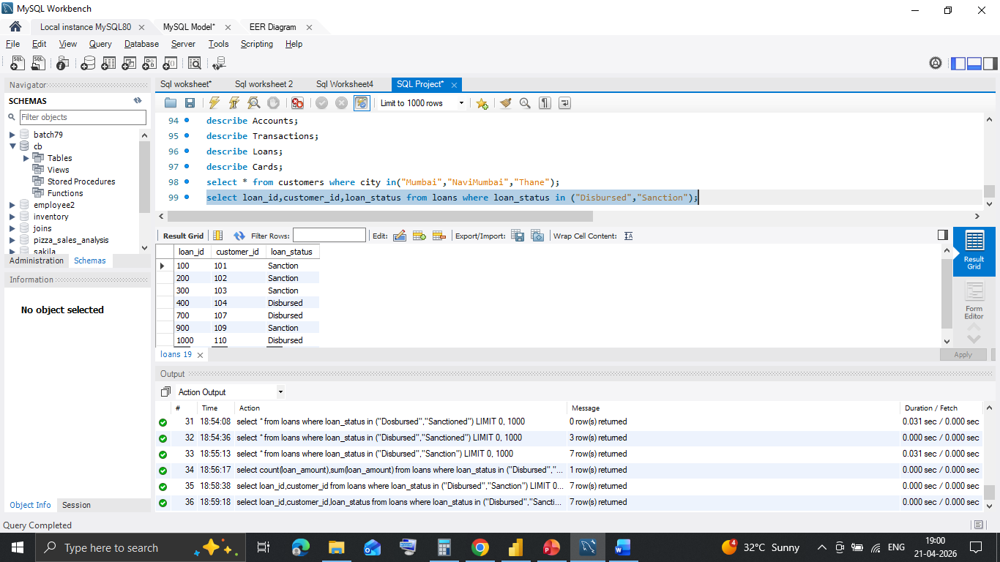 MySQL Workbench
Local instance MySQL80 MySQL Model* EER Diagram
File Edit View Query Database Server Tools Scripting Help
Navigator
SCHEMAS
Filter objects
batch79
cb
Tables
Views
Stored Procedures
Functions
employee2
inventory
joins
pizza_sales_analysis
sakila
Administration Schemas
Information
No object selected
Object Info Session
Sql woksheet* Sql worksheet 2 Sql Worksheet4 SQL Project*
Limit to 1000 rows
94 describe Accounts;
95 describe Transactions;
96 describe Loans;
97 describe Cards;
98 select * from customers where city in("Mumbai","NaviMumbai","Thane");
99 select loan_id,customer_id,loan_status from loans where loan_status in ("Disbursed","Sanction");
Result Grid Filter Rows: Edit: Export/Import: Wrap Cell Content:
loan_id customer_id loan_status
100 101 Sanction
200 102 Sanction
300 103 Sanction
400 104 Disbursed
700 107 Disbursed
900 109 Sanction
1000 110 Disbursed
Result Grid
Form Editor
loans 19
Apply
Output
Action Output
# Time Action Message Duration / Fetch
31 18:54:08 select * from loans where loan_status in ("Dosbursed","Sanctioned") LIMIT 0, 1000 0 row(s) returned 0.031 sec / 0.000 sec
32 18:54:36 select * from loans where loan_status in ("Disbursed","Sanctioned") LIMIT 0, 1000 3 row(s) returned 0.000 sec / 0.000 sec
33 18:55:13 select * from loans where loan_status in ("Disbursed","Sanction") LIMIT 0, 1000 7 row(s) returned 0.031 sec / 0.000 sec
34 18:56:17 select count(loan_amount),sum(loan_amount) from loans where loan_status in ("Disbursed","... 1 row(s) returned 0.000 sec / 0.000 sec
35 18:58:38 select loan_id,customer_id from loans where loan_status in ("Disbursed","Sanction") LIMIT 0... 7 row(s) returned 0.000 sec / 0.000 sec
36 18:59:18 select loan_id,customer_id,loan_status from loans where loan_status in ("Disbursed","Sancti... 7 row(s) returned 0.000 sec / 0.000 sec
Query Completed
Type here to search
4
32°C Sunny
ENG
19:00
21-04-2026